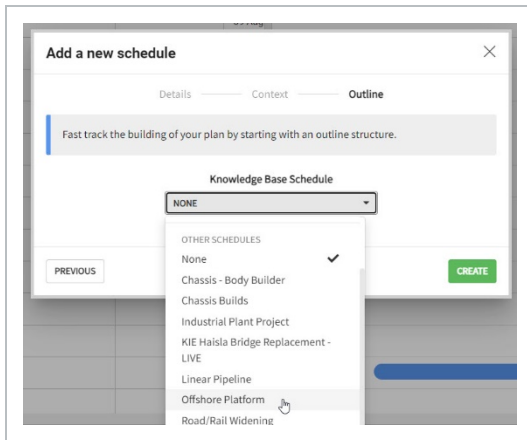 09 Aug
Add a new schedule
Details
Context
Outline
Fast track the building of your plan by starting with an outline structure.
Knowledge Base Schedule
NONE
OTHER SCHEDULES
None
Chassis - Body Builder
Chassis Builds
Industrial Plant Project
KIE Haisla Bridge Replacement -
LIVE
Linear Pipeline
Offshore Platform
Road/Rail Widening
PREVIOUS
CREATE